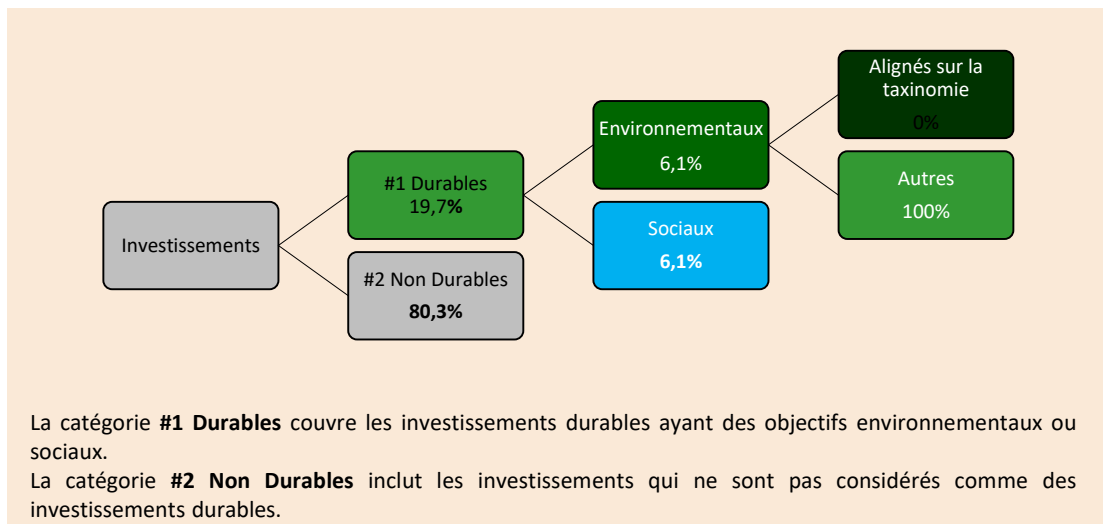 Investissements
#1 Durables
19,7%
#2 Non Durables
80,3%
Environnementaux
6,1%
Sociaux
6,1%
Alignés sur la
taxinomie
0%
Autres
100%
La catégorie #1 Durables couvre les investissements durables ayant des objectifs environnementaux ou
sociaux.
La catégorie #2 Non Durables inclut les investissements qui ne sont pas considérés comme des
investissements durables.